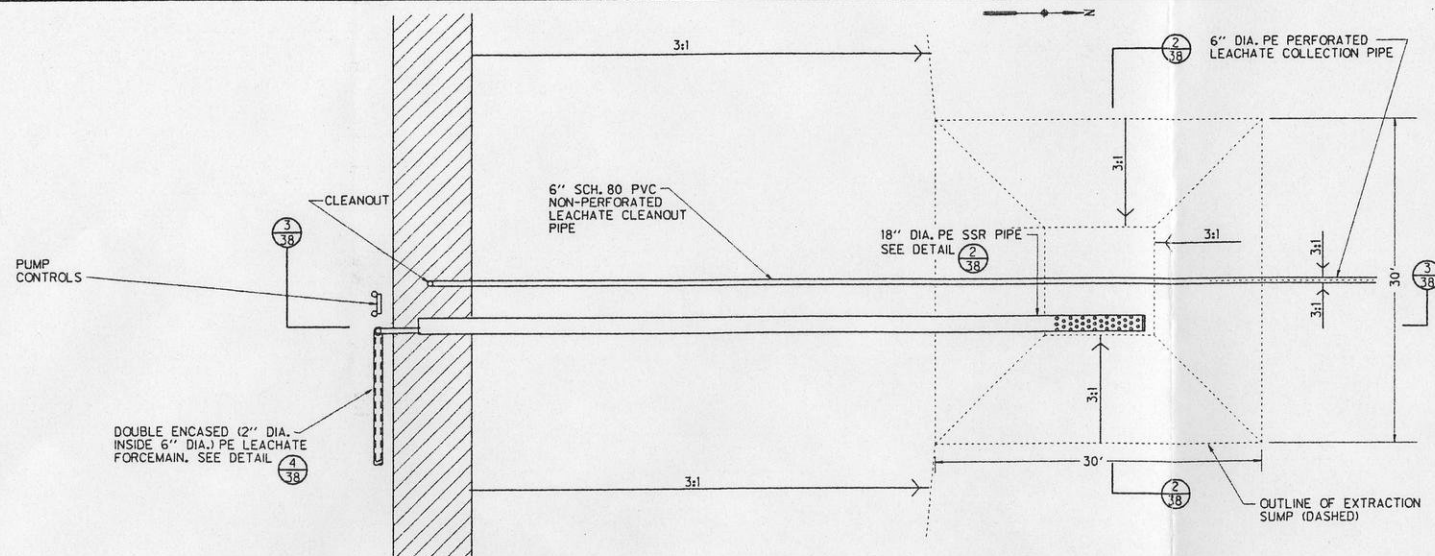 N
3:1
2
38
6'' DIA. PE PERFORATED
LEACHATE COLLECTION PIPE
CLEANOUT
6'' SCH. 80 PVC
NON-PERFORATED
LEACHATE CLEANOUT
PIPE
3:1
3
38
18'' DIA. PE SSR PIPE
SEE DETAIL 2
38
3:1
3:1
PUMP
CONTROLS
30'
3
38
3:1
3:1
DOUBLE ENCASED (2'' DIA.
INSIDE 6'' DIA.) PE LEACHATE
FORCEMAIN. SEE DETAIL
4
38
30'
3:1
2
38
OUTLINE OF EXTRACTION
SUMP (DASHED)